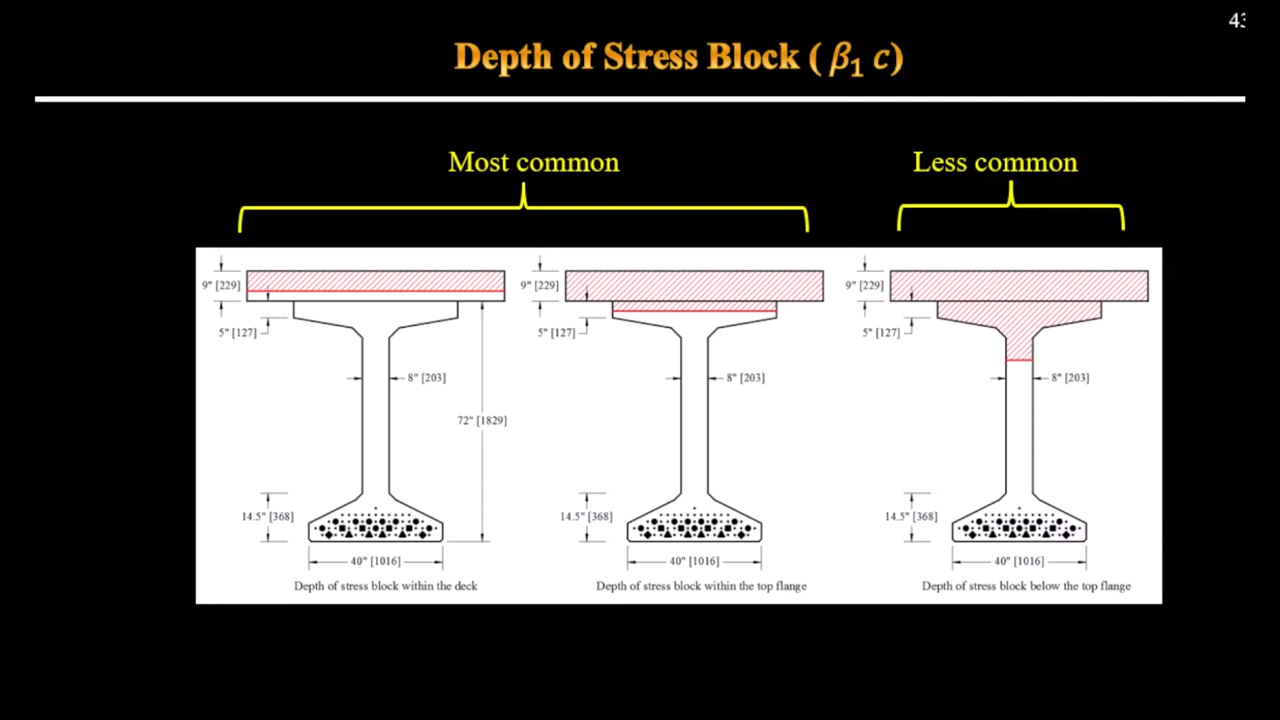 43
Depth of Stress Block ( β₁ c)
Most common
Less common
9" [229]
5" [127]
8" [203]
72" [1829]
14.5" [368]
40" [1016]
Depth of stress block within the deck
9" [229]
5" [127]
8" [203]
14.5" [368]
40" [1016]
Depth of stress block within the top flange
9" [229]
5" [127]
8" [203]
14.5" [368]
40" [1016]
Depth of stress block below the top flange